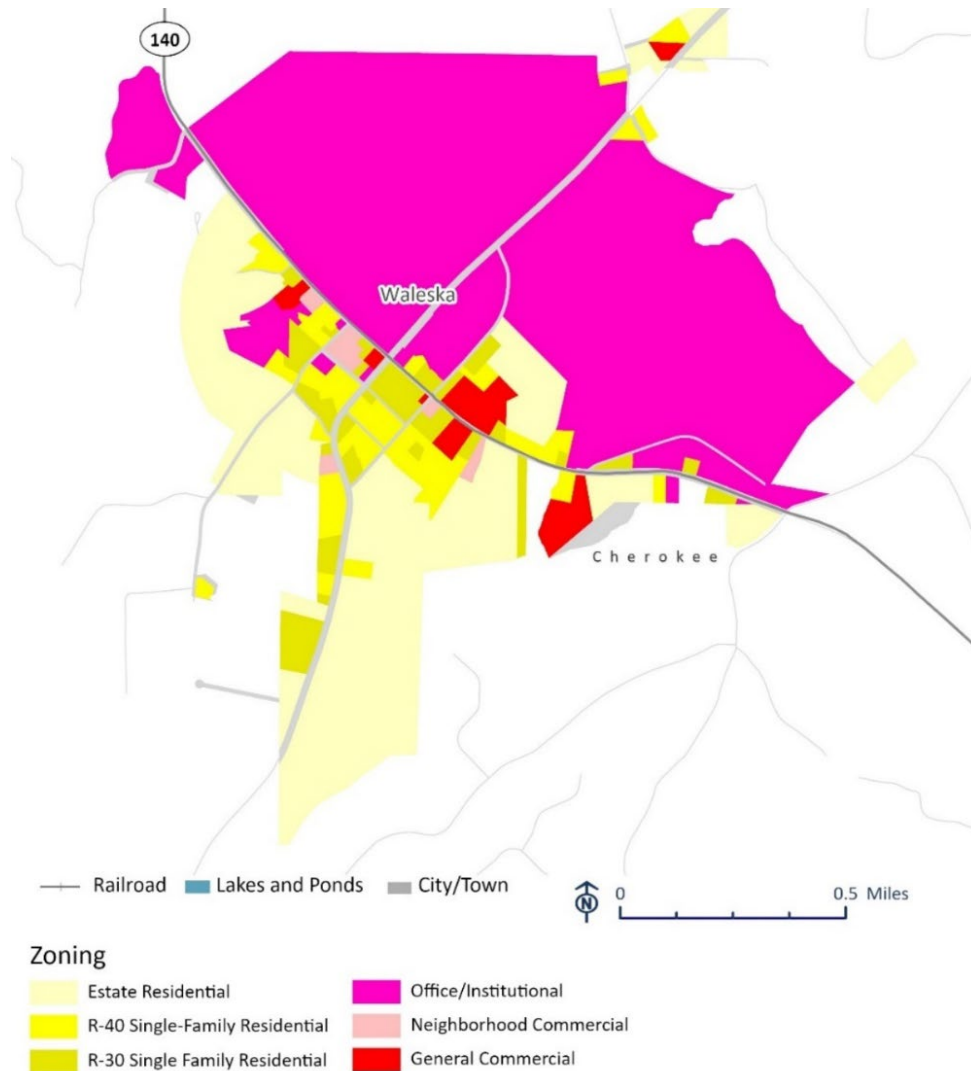 140
Waleska
Cherokee
Railroad Lakes and Ponds City/Town
N 0 0.5 Miles
Zoning
Estate Residential Office/Institutional
R-40 Single-Family Residential Neighborhood Commercial
R-30 Single Family Residential General Commercial